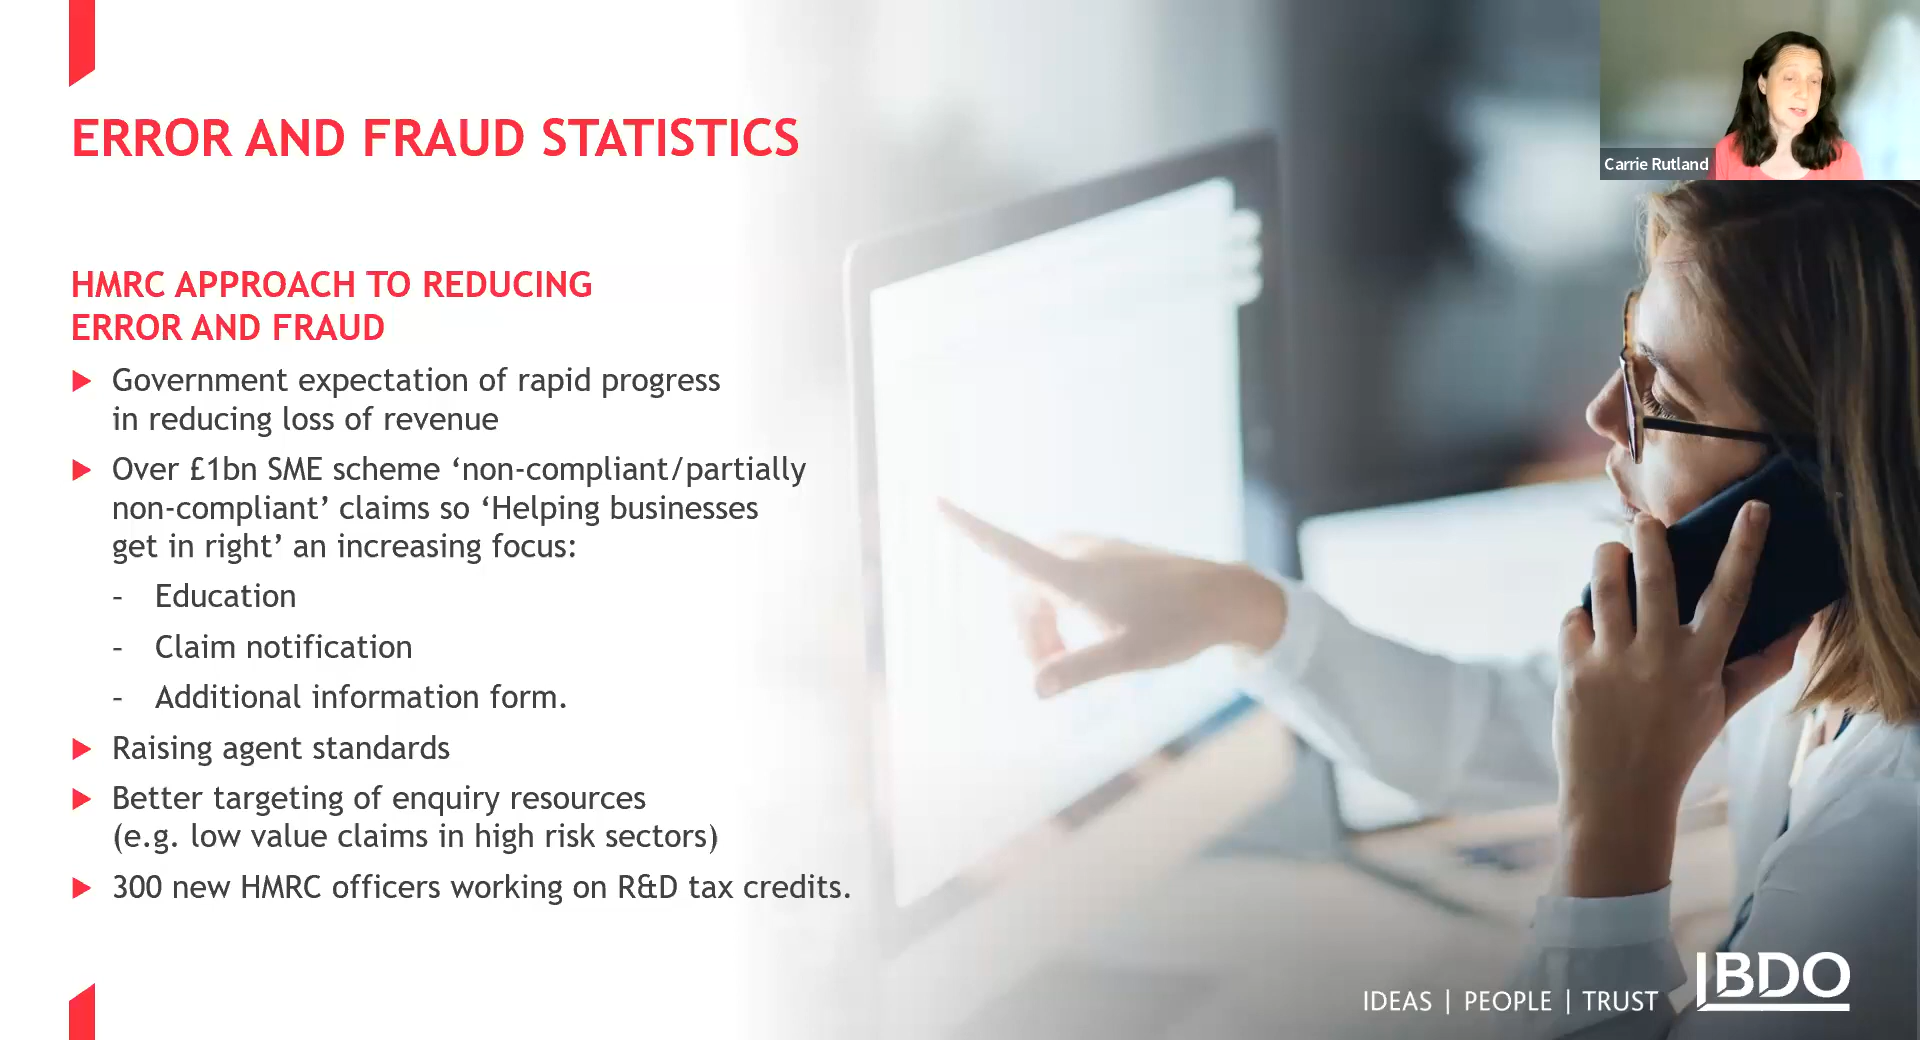 ERROR AND FRAUD STATISTICS
Carrie Rutland
HMRC APPROACH TO REDUCING
ERROR AND FRAUD
Government expectation of rapid progress
in reducing loss of revenue
Over £1bn SME scheme ‘non-compliant/partially
non-compliant’ claims so ‘Helping businesses
get in right’ an increasing focus:
- Education
- Claim notification
- Additional information form.
Raising agent standards
Better targeting of enquiry resources
(e.g. low value claims in high risk sectors)
300 new HMRC officers working on R&D tax credits.
IDEAS | PEOPLE | TRUST
BDO